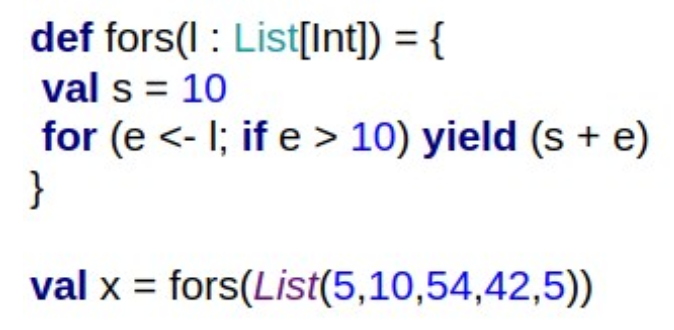 def fors(l : List[Int]) = {
val s = 10
for (e <- l; if e > 10) yield (s + e)
}
val x = fors(List(5,10,54,42,5))